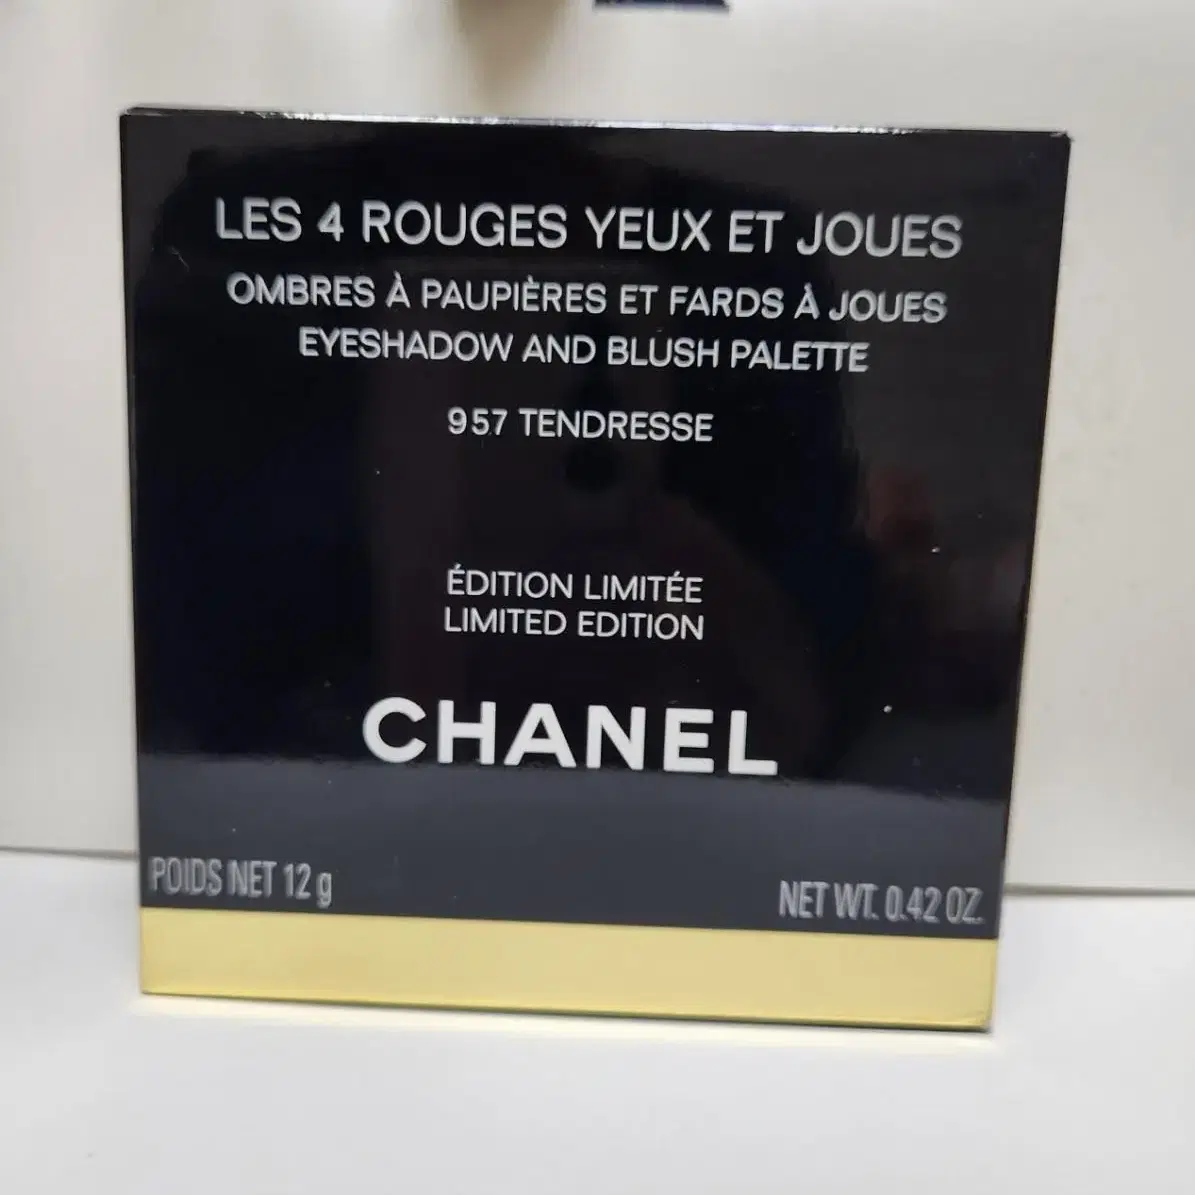 LES 4 ROUGES YEUX ET JOUES
OMBRES À PAUPIÈRES ET FARDS À JOUES
EYESHADOW AND BLUSH PALETTE
957 TENDRESSE
ÉDITION LIMITÉE
LIMITED EDITION
CHANEL
POIDS NET 12 g
NET WT. 0.42 OZ.